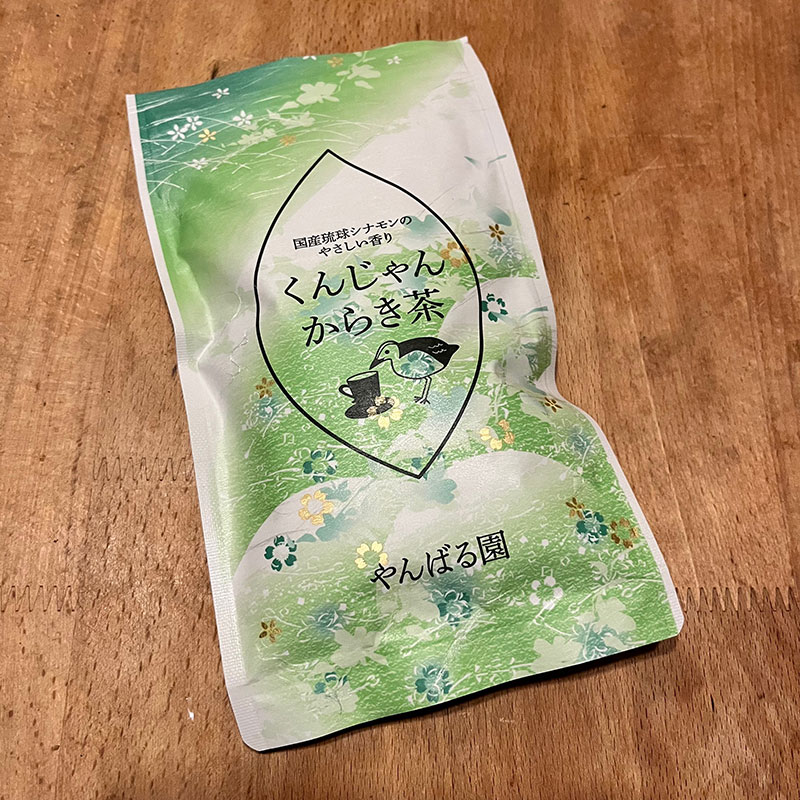 国産琉球シナモンの
やさしい香り
くんじゃん
からき茶
やんばる園